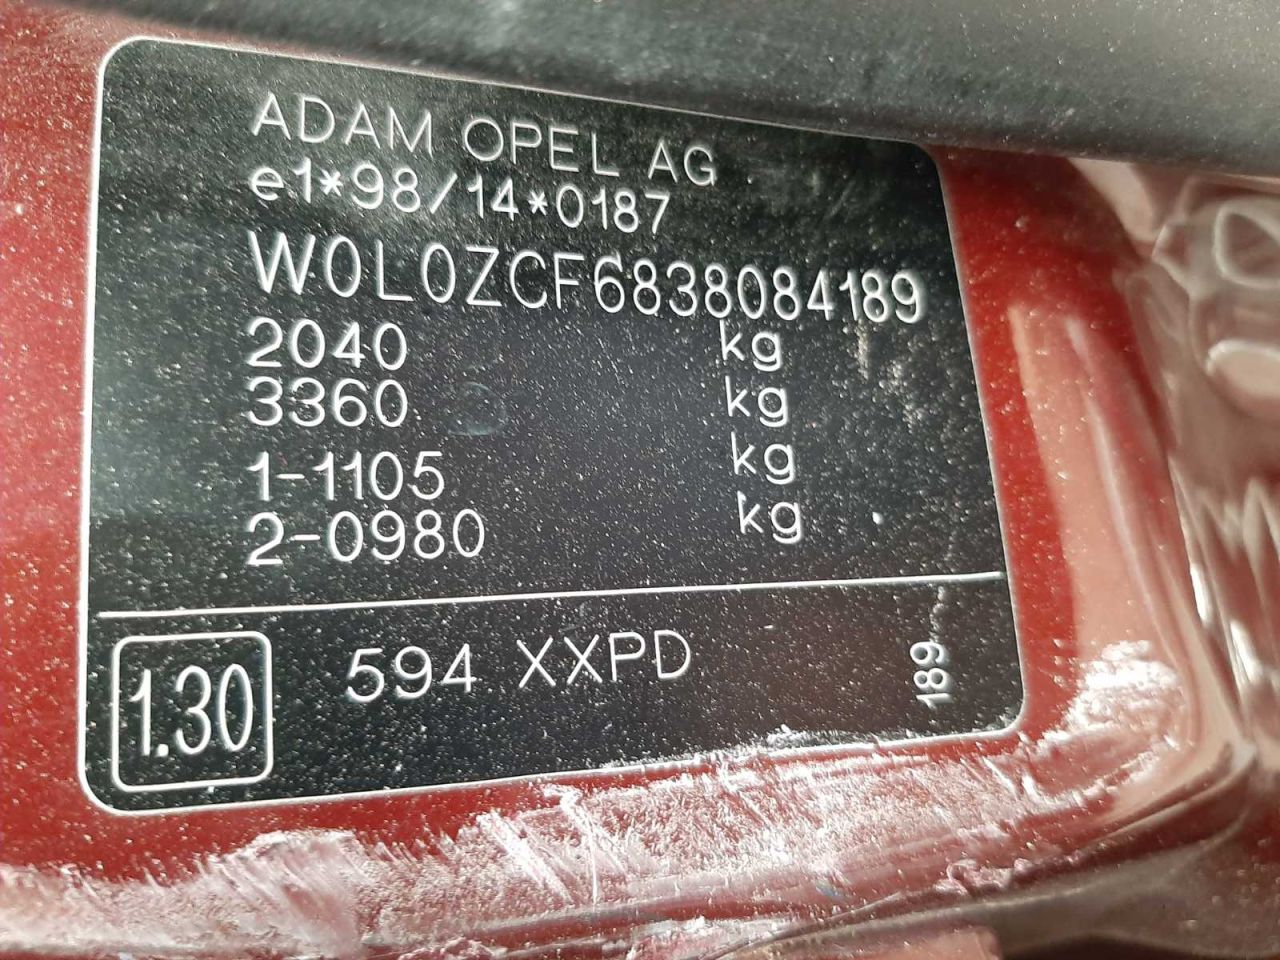 ADAM OPEL AG
e1*98/14*0187
W0L0ZCF6838084189
2040 kg
3360 kg
1-1105 kg
2-0980 kg
1.30 594 XXPD 189